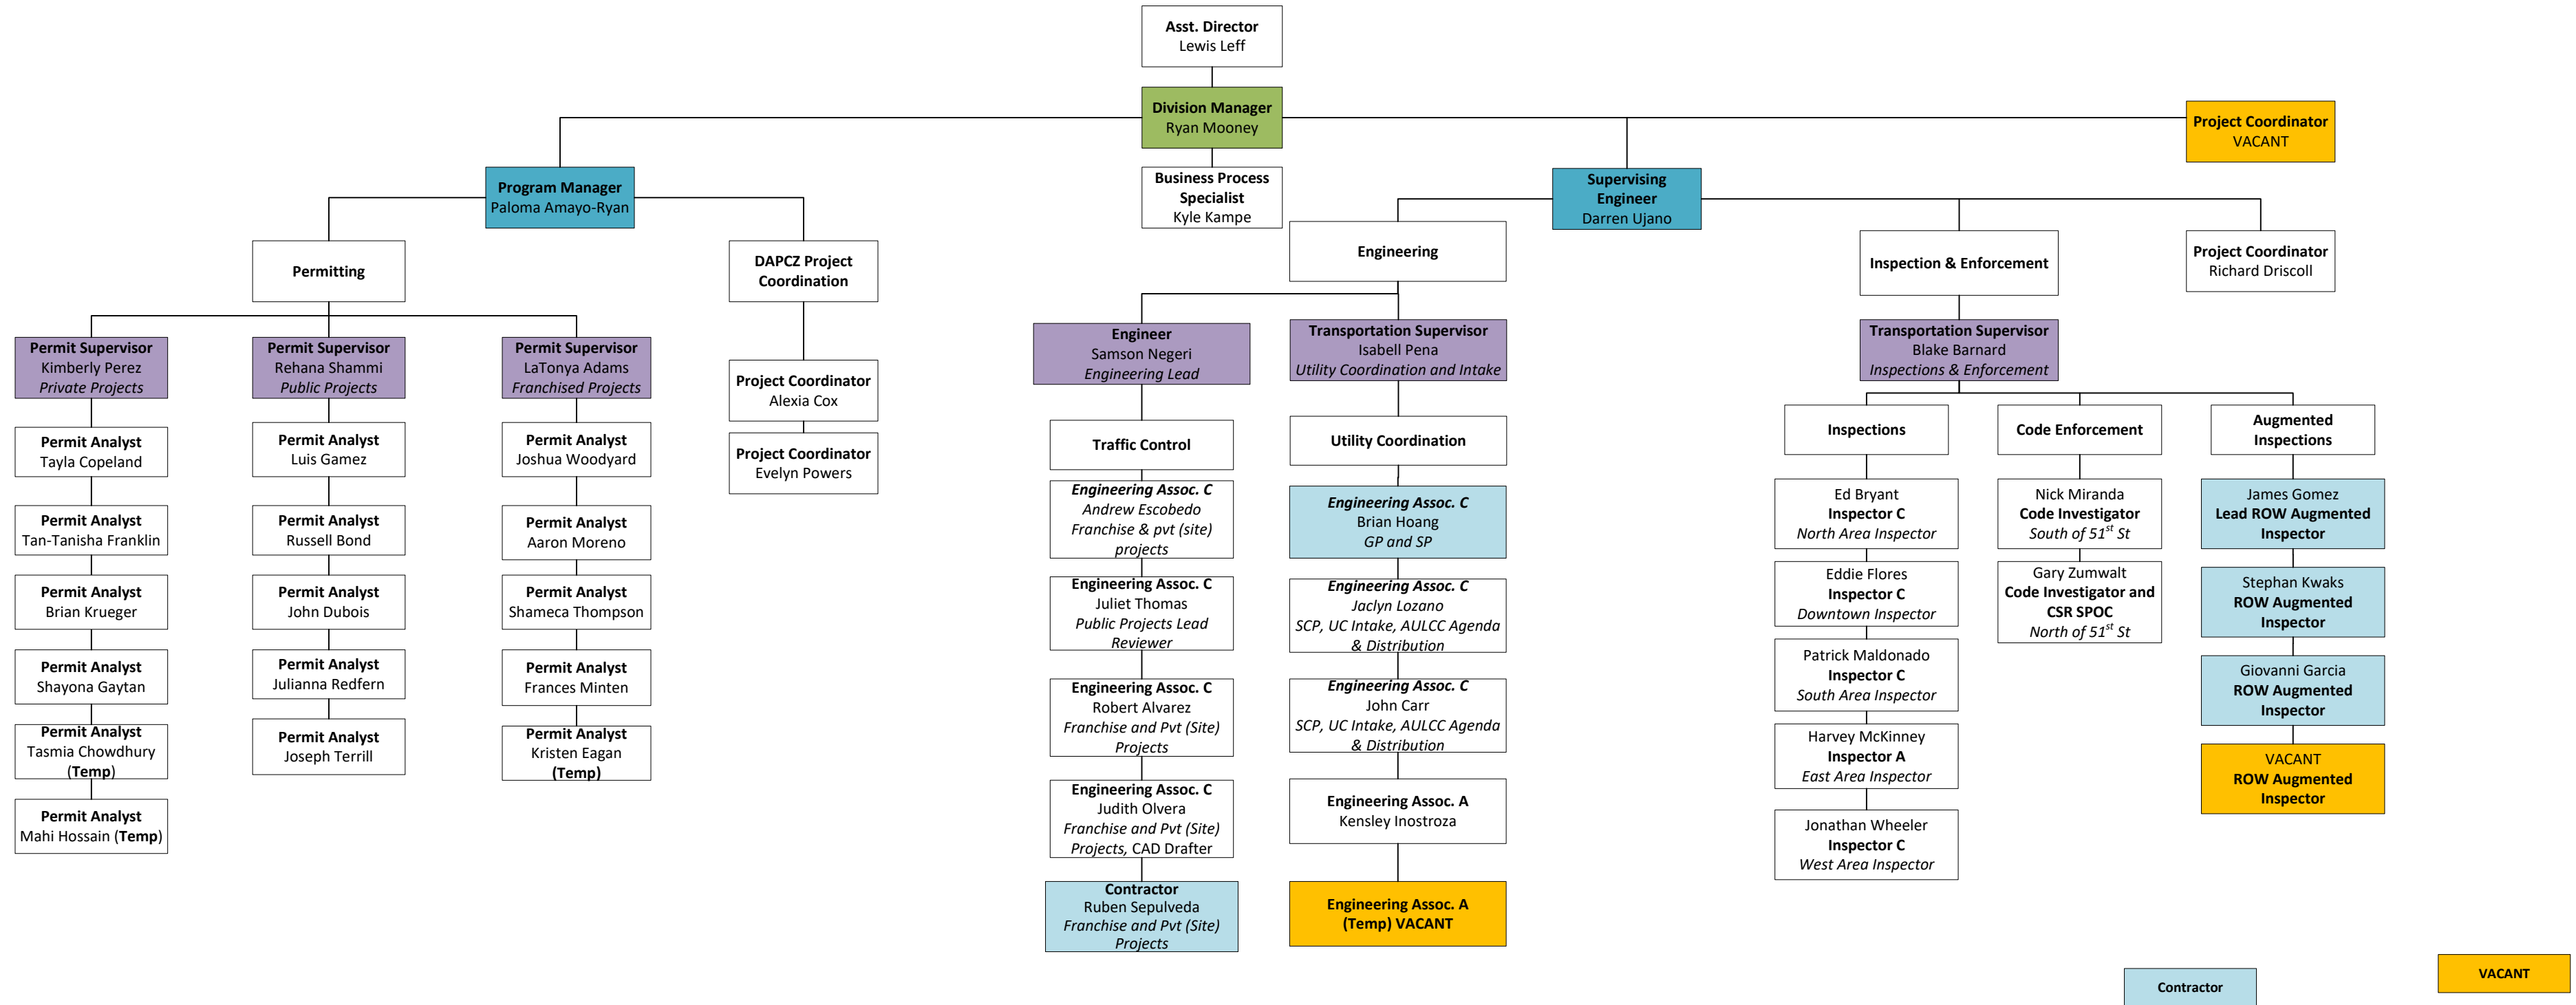 Asst. Director
Lewis Leff
Division Manager
Ryan Mooney
Project Coordinator
VACANT
Business Process
Specialist
Kyle Kampe
Program Manager
Paloma Amayo-Ryan
Supervising
Engineer
Darren Ujano
Permitting
DAPCZ Project
Coordination
Engineering
Inspection & Enforcement
Project Coordinator
Richard Driscoll
Permit Supervisor
Kimberly Perez
Private Projects
Permit Analyst
Tayla Copeland
Permit Analyst
Tan-Tanisha Franklin
Permit Analyst
Brian Krueger
Permit Analyst
Shayona Gaytan
Permit Analyst
Tasmia Chowdhury
(Temp)
Permit Analyst
Mahi Hossain (Temp)
Permit Supervisor
Rehana Shammi
Public Projects
Permit Analyst
Luis Gamez
Permit Analyst
Russell Bond
Permit Analyst
John Dubois
Permit Analyst
Julianna Redfern
Permit Analyst
Joseph Terrill
Permit Supervisor
LaTonya Adams
Franchised Projects
Permit Analyst
Joshua Woodyard
Permit Analyst
Aaron Moreno
Permit Analyst
Shameca Thompson
Permit Analyst
Frances Minten
Permit Analyst
Kristen Eagan
(Temp)
Project Coordinator
Alexia Cox
Project Coordinator
Evelyn Powers
Engineer
Samson Negeri
Engineering Lead
Traffic Control
Engineering Assoc. C
Andrew Escobedo
Franchise & pvt (site)
projects
Engineering Assoc. C
Juliet Thomas
Public Projects Lead
Reviewer
Engineering Assoc. C
Robert Alvarez
Franchise and Pvt (Site)
Projects
Engineering Assoc. C
Judith Olvera
Franchise and Pvt (Site)
Projects, CAD Drafter
Contractor
Ruben Sepulveda
Franchise and Pvt (Site)
Projects
Transportation Supervisor
Isabell Pena
Utility Coordination and Intake
Utility Coordination
Engineering Assoc. C
Brian Hoang
GP and SP
Engineering Assoc. C
Jaclyn Lozano
SCP, UC Intake, AULCC Agenda
& Distribution
Engineering Assoc. C
John Carr
SCP, UC Intake, AULCC Agenda
& Distribution
Engineering Assoc. A
Kensley Inostroza
Engineering Assoc. A
(Temp) VACANT
Transportation Supervisor
Blake Barnard
Inspections & Enforcement
Inspections
Ed Bryant
Inspector C
North Area Inspector
Eddie Flores
Inspector C
Downtown Inspector
Patrick Maldonado
Inspector C
South Area Inspector
Harvey McKinney
Inspector A
East Area Inspector
Jonathan Wheeler
Inspector C
West Area Inspector
Code Enforcement
Nick Miranda
Code Investigator
South of 51st St
Gary Zumwalt
Code Investigator and
CSR SPOC
North of 51st St
Augmented
Inspections
James Gomez
Lead ROW Augmented
Inspector
Stephan Kwaks
ROW Augmented
Inspector
Giovanni Garcia
ROW Augmented
Inspector
VACANT
ROW Augmented
Inspector
Contractor
VACANT